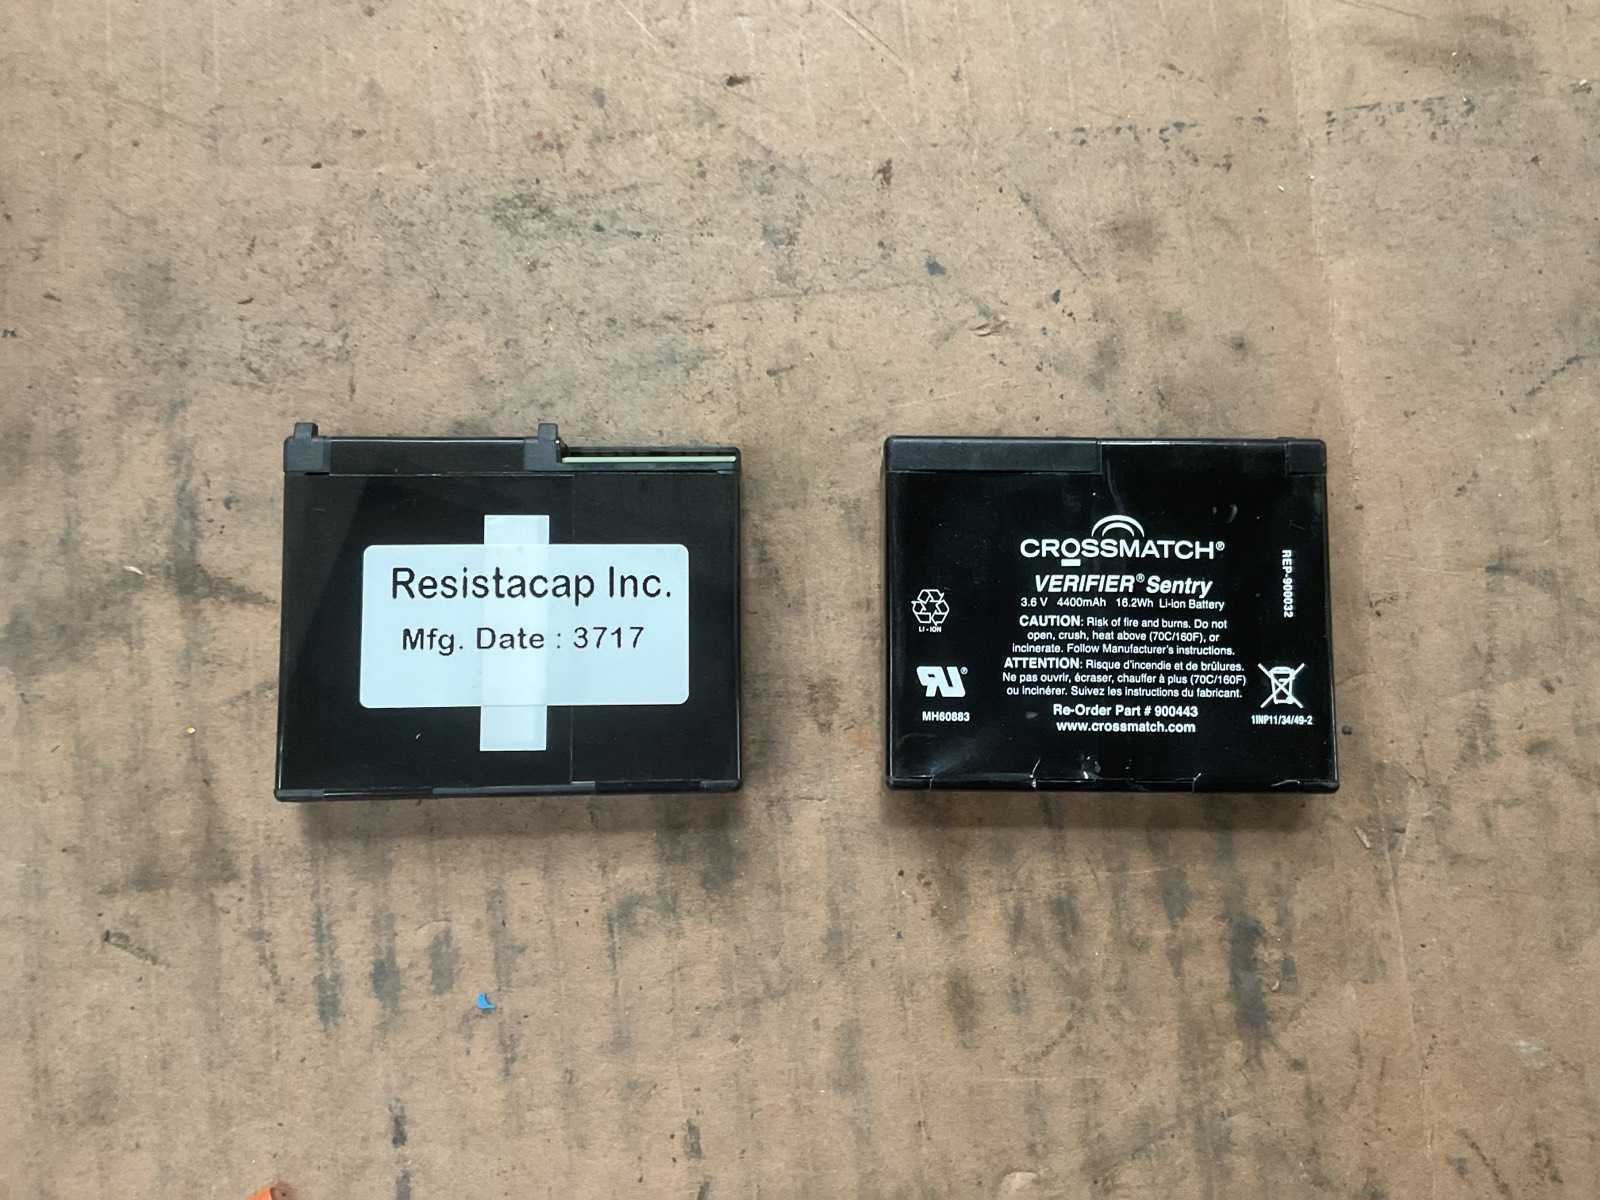 Resistacap Inc.
Mfg. Date : 3717
CROSSMATCH®
VERIFIER® Sentry
3.6 V 4400mAh 16.2Wh Li-ion Battery
CAUTION: Risk of fire and burns. Do not
open, crush, heat above (70C/160F), or
incinerate. Follow Manufacturer's instructions.
ATTENTION: Risque d'incendie et de brûlures.
Ne pas ouvrir, écraser, chauffer à plus (70C/160F)
ou incinérer. Suivez les instructions du fabricant.
Re-Order Part # 900443
www.crossmatch.com
LI-ION
RU®
MH60883
REP-900032
1INP11/34/49-2